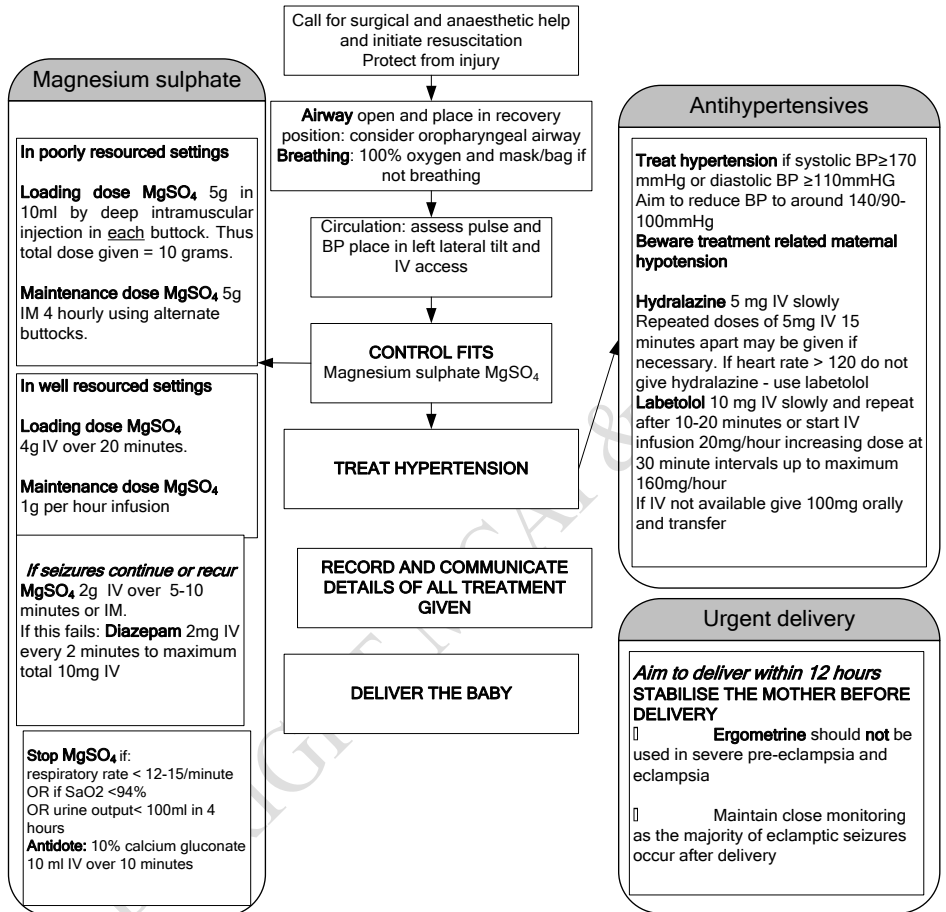 Call for surgical and anaesthetic help
and initiate resuscitation
Protect from injury
Airway open and place in recovery
position: consider oropharyngeal airway
Breathing: 100% oxygen and mask/bag if
not breathing
Circulation: assess pulse and
BP place in left lateral tilt and
IV access
CONTROL FITS
Magnesium sulphate MgSO₄
TREAT HYPERTENSION
RECORD AND COMMUNICATE
DETAILS OF ALL TREATMENT
GIVEN
DELIVER THE BABY
Magnesium sulphate
In poorly resourced settings
Loading dose MgSO₄ 5g in
10ml by deep intramuscular
injection in each buttock. Thus
total dose given = 10 grams.
Maintenance dose MgSO₄ 5g
IM 4 hourly using alternate
buttocks.
In well resourced settings
Loading dose MgSO₄
4g IV over 20 minutes.
Maintenance dose MgSO₄
1g per hour infusion
If seizures continue or recur
MgSO₄ 2g IV over 5-10
minutes or IM.
If this fails: Diazepam 2mg IV
every 2 minutes to maximum
total 10mg IV
Stop MgSO₄ if:
respiratory rate < 12-15/minute
OR if SaO2 <94%
OR urine output< 100ml in 4
hours
Antidote: 10% calcium gluconate
10 ml IV over 10 minutes
Antihypertensives
Treat hypertension if systolic BP≥170
mmHg or diastolic BP ≥110mmHG
Aim to reduce BP to around 140/90-
100mmHg
Beware treatment related maternal
hypotension
Hydralazine 5 mg IV slowly
Repeated doses of 5mg IV 15
minutes apart may be given if
necessary. If heart rate > 120 do not
give hydralazine - use labetolol
Labetolol 10 mg IV slowly and repeat
after 10-20 minutes or start IV
infusion 20mg/hour increasing dose at
30 minute intervals up to maximum
160mg/hour
If IV not available give 100mg orally
and transfer
Urgent delivery
Aim to deliver within 12 hours
STABILISE THE MOTHER BEFORE
DELIVERY
Ergometrine should not be
used in severe pre-eclampsia and
eclampsia
Maintain close monitoring
as the majority of eclamptic seizures
occur after delivery